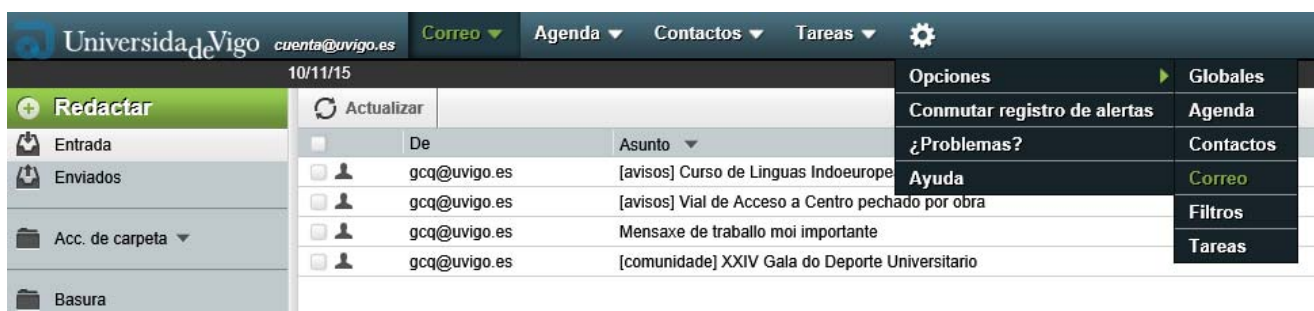 UniversidadeVigo cuenta@uvigo.es Correo Agenda Contactos Tareas
10/11/15
Opciones Globales
Redactar Actualizar Conmutar registro de alertas Agenda
Entrada De Asunto ¿Problemas? Contactos
Enviados gcq@uvigo.es [avisos] Curso de Linguas Indoeurope Ayuda Correo
gcq@uvigo.es [avisos] Vial de Acceso a Centro pechado por obra Filtros
Acc. de carpeta gcq@uvigo.es Mensaxe de traballo moi importante
gcq@uvigo.es [comunidade] XXIV Gala do Deporte Universitario Tareas
Basura